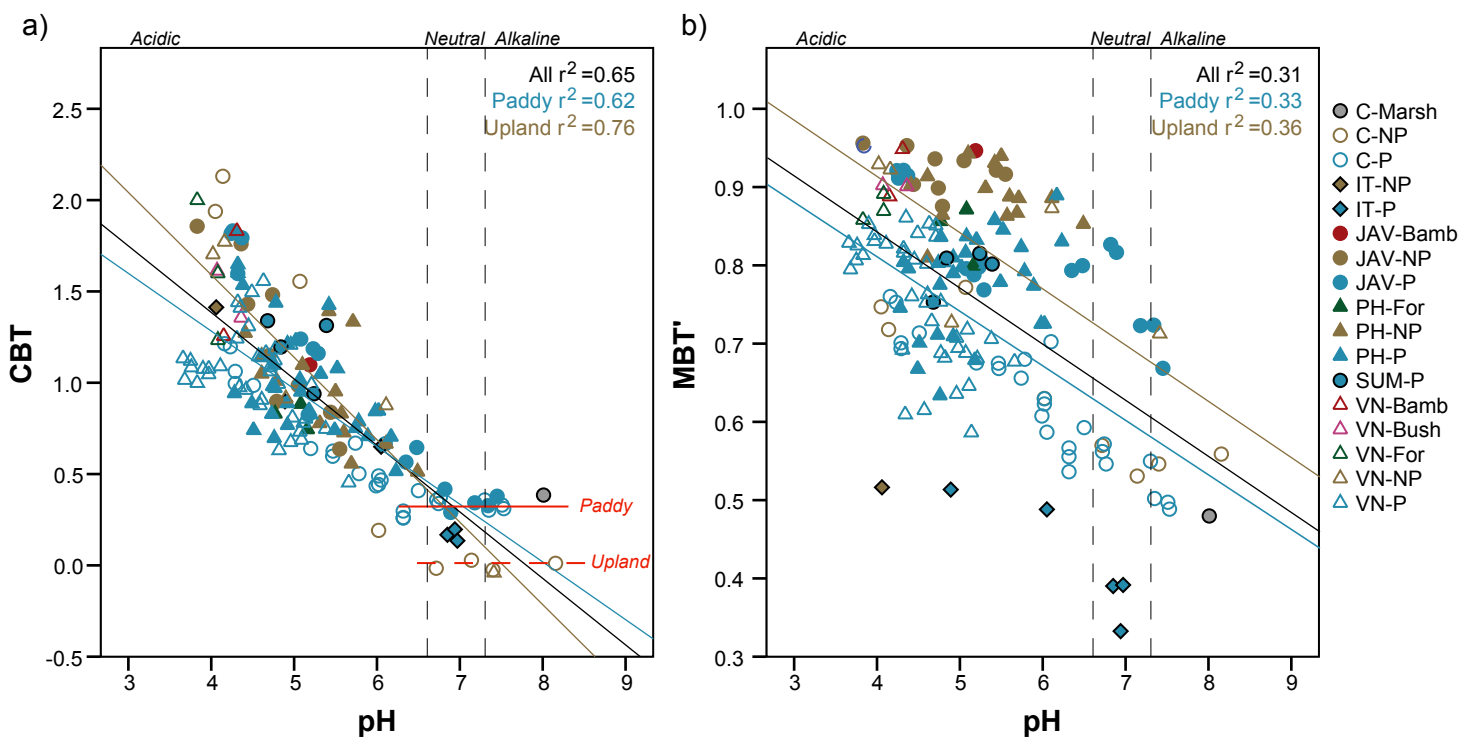 a)
Acidic
Neutral
Alkaline
All r²=0.65
Paddy r²=0.62
Upland r²=0.76
2.5
2.0
1.5
1.0
0.5
0.0
-0.5
CBT
Paddy
Upland
3 4 5 6 7 8 9
pH
b)
Acidic
Neutral
Alkaline
All r²=0.31
Paddy r²=0.33
Upland r²=0.36
1.0
0.9
0.8
0.7
0.6
0.5
0.4
0.3
MBT'
3 4 5 6 7 8 9
pH
C-Marsh
C-NP
C-P
IT-NP
IT-P
JAV-Bamb
JAV-NP
JAV-P
PH-For
PH-NP
PH-P
SUM-P
VN-Bamb
VN-Bush
VN-For
VN-NP
VN-P